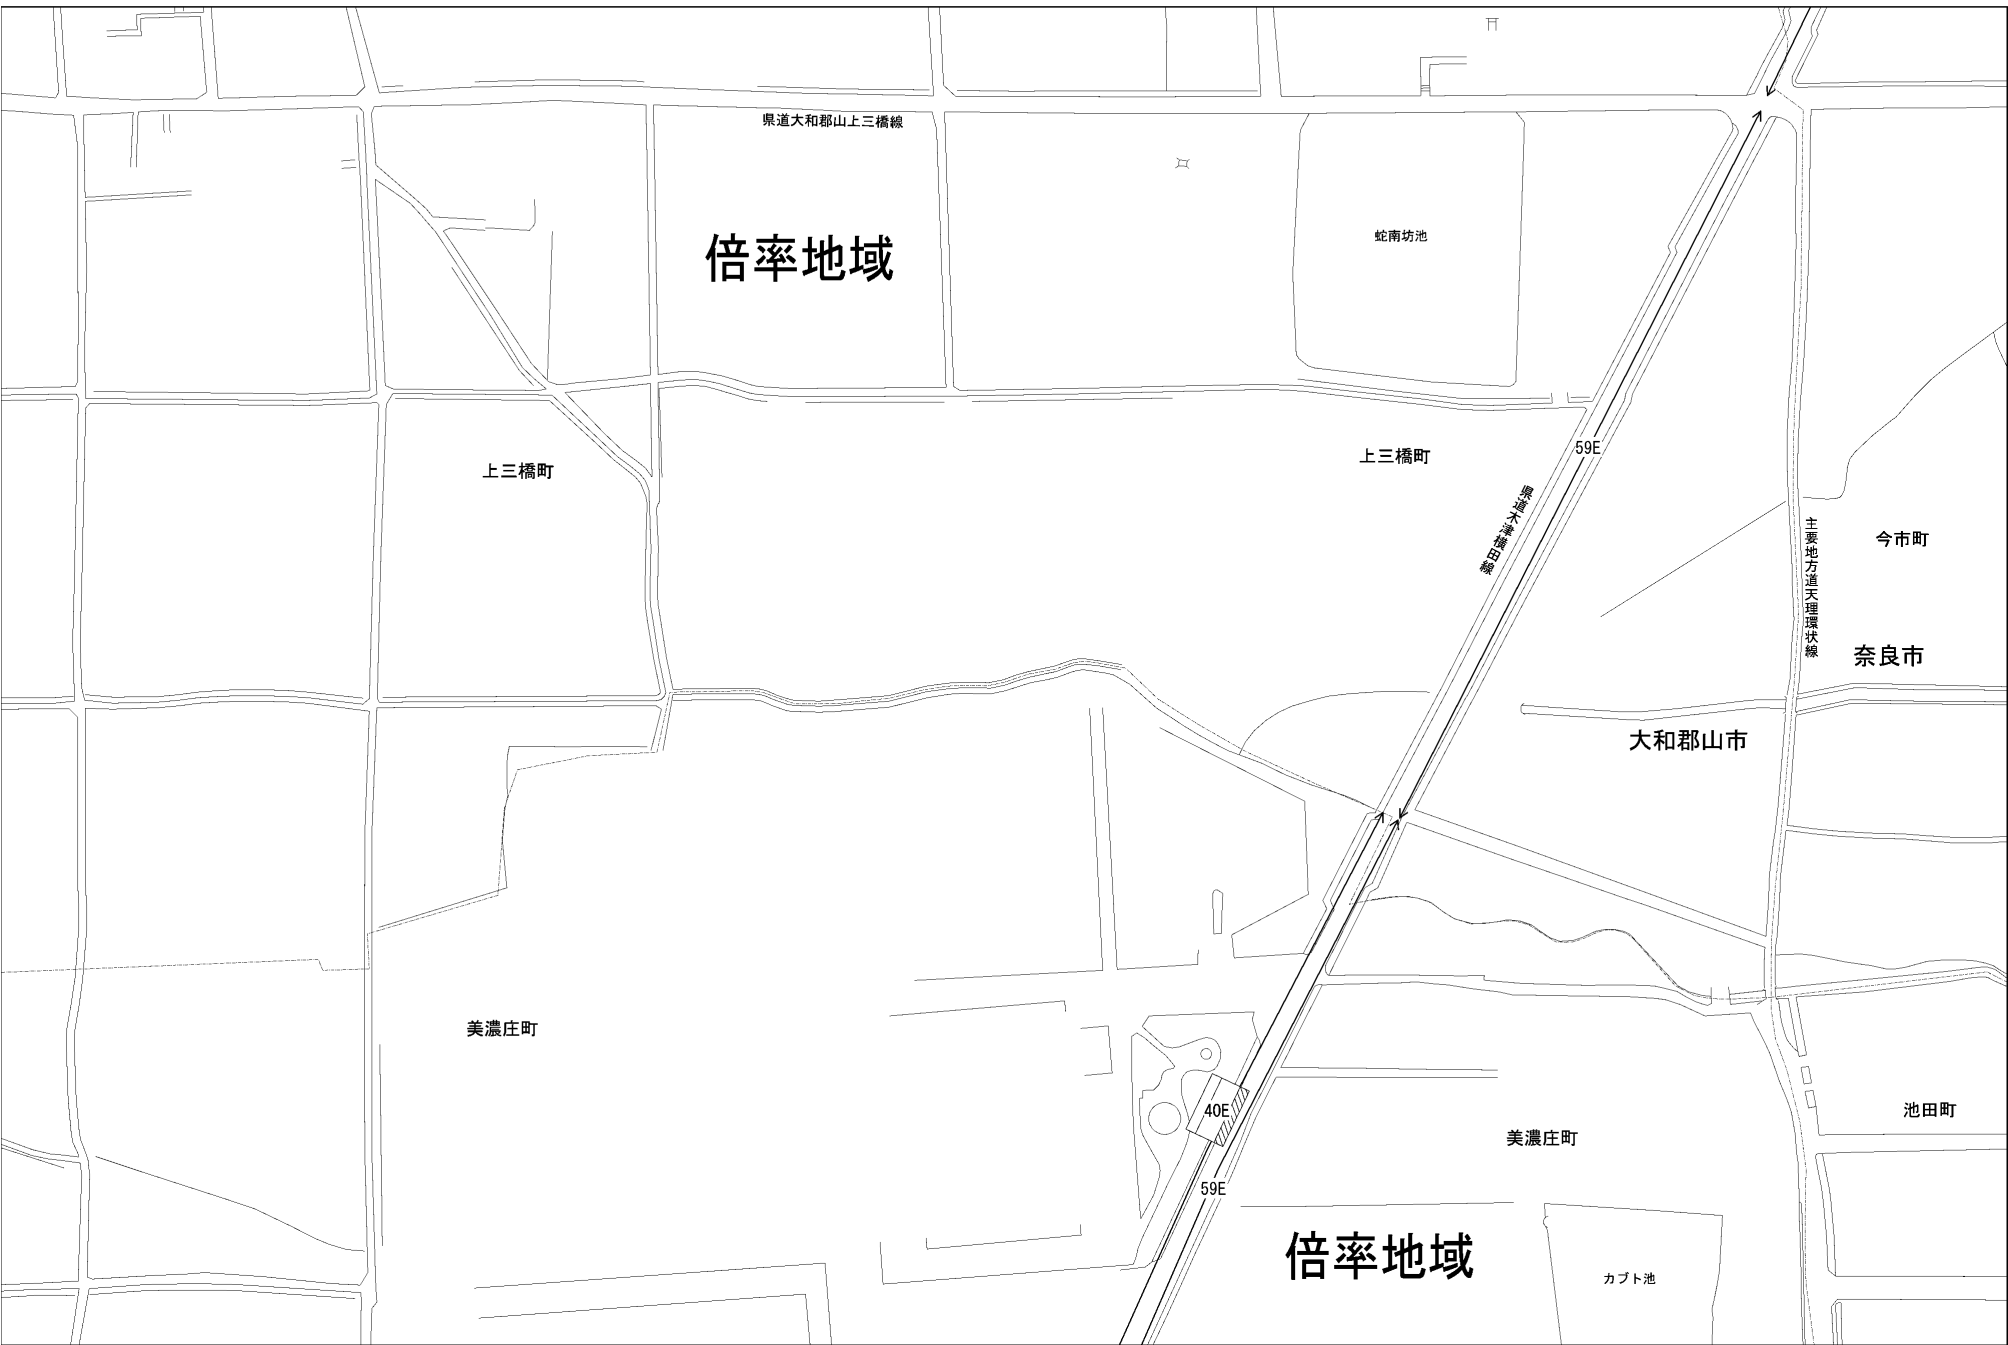 県道大和郡山上三橋線
倍率地域
蛇南坊池
59E
上三橋町
上三橋町
県道木津横田線
主要地方道天理環状線
今市町
奈良市
大和郡山市
美濃庄町
40E
池田町
美濃庄町
59E
倍率地域
カブト池